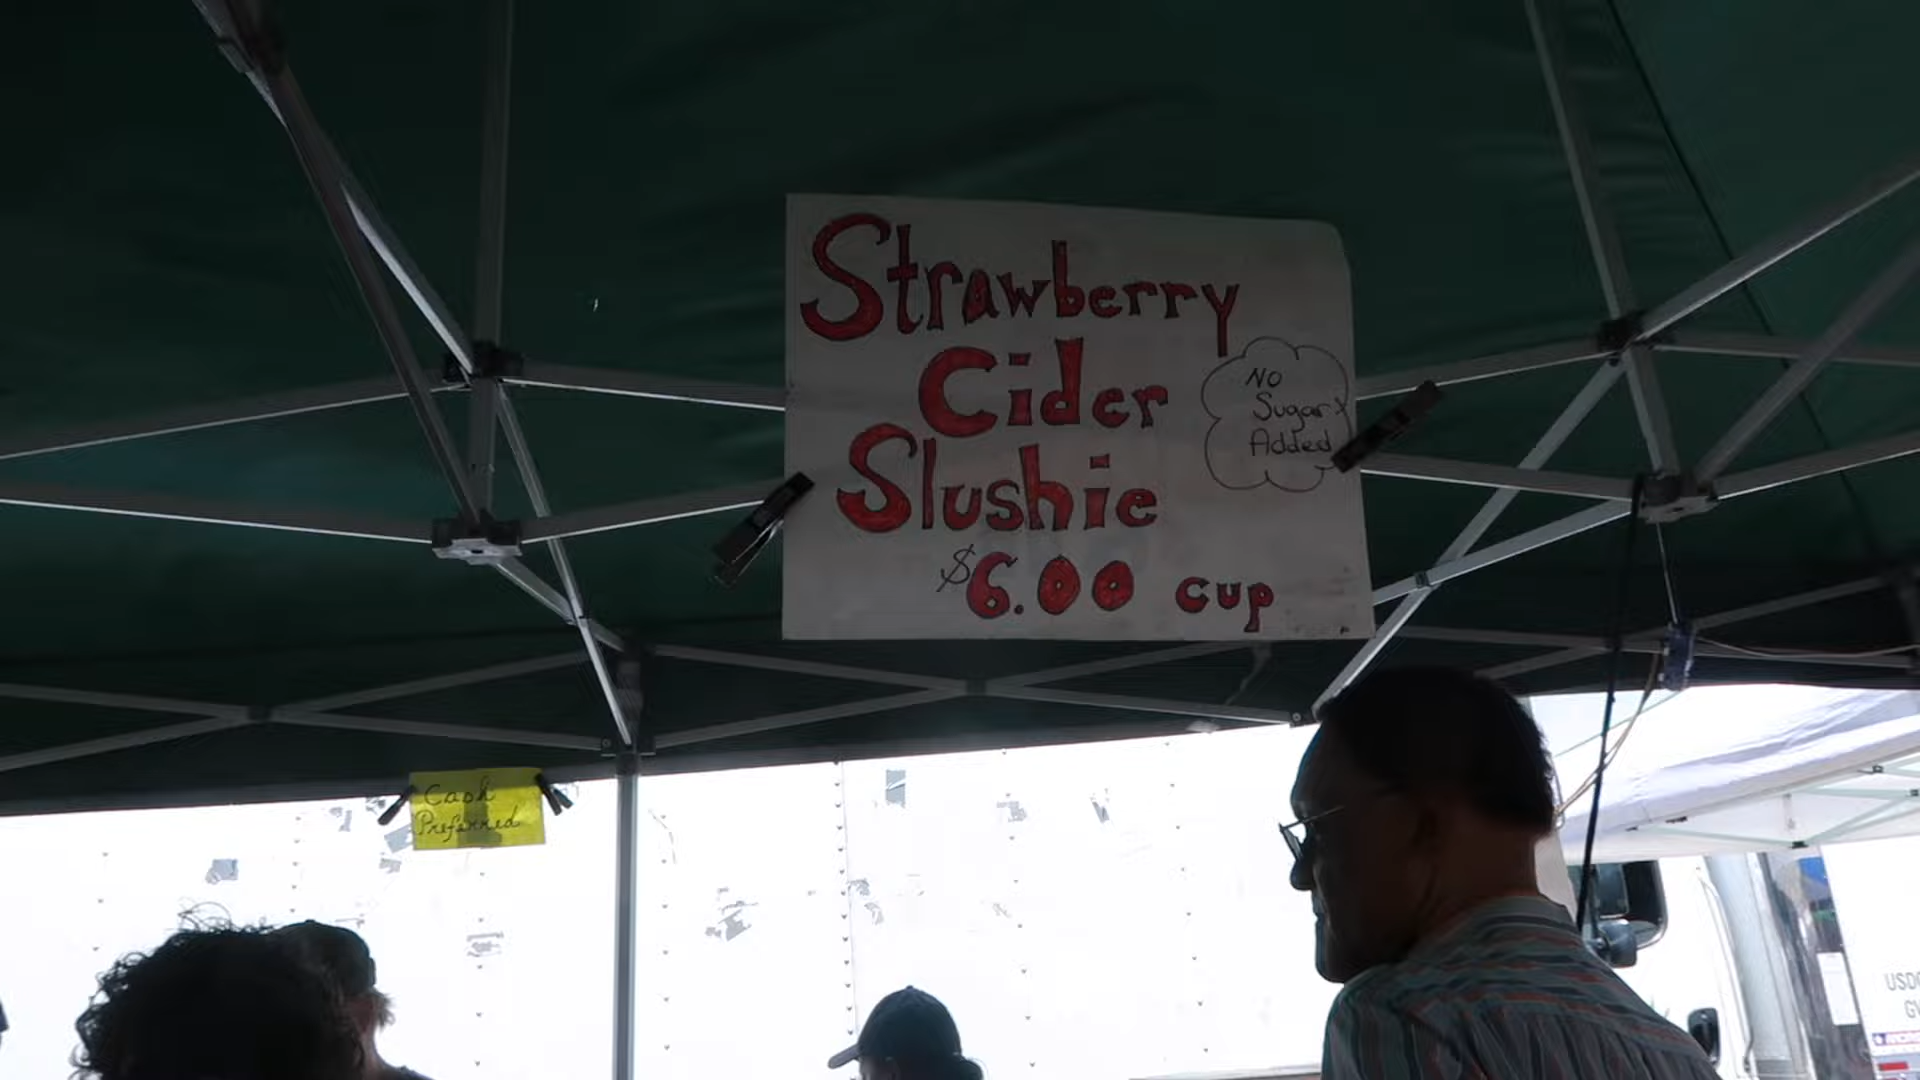 Strawberry
Cider
Slushie
$6.00 cup
NO
Sugar
Added
Cash
Preferred